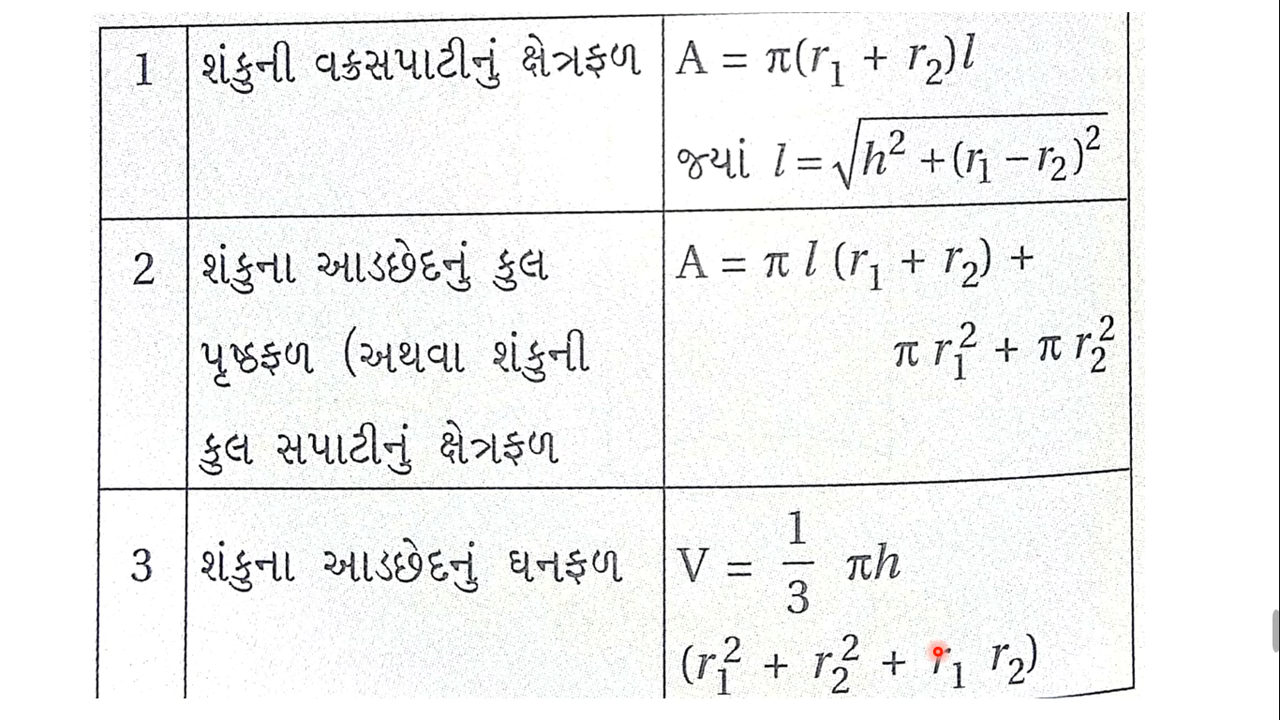 1 શંકુની વક્રસપાટીનું ક્ષેત્રફળ A = π(r₁ + r₂)l
જ્યાં l = √(h² + (r₁ − r₂)²)
2 શંકુના આડછેદનું કુલ A = π l (r₁ + r₂) +
પૃષ્ઠફળ (અથવા શંકુની π r₁² + π r₂²
કુલ સપાટીનું ક્ષેત્રફળ
3 શંકુના આડછેદનું ઘનફળ V = 1/3 πh
(r₁² + r₂² + r₁ r₂)